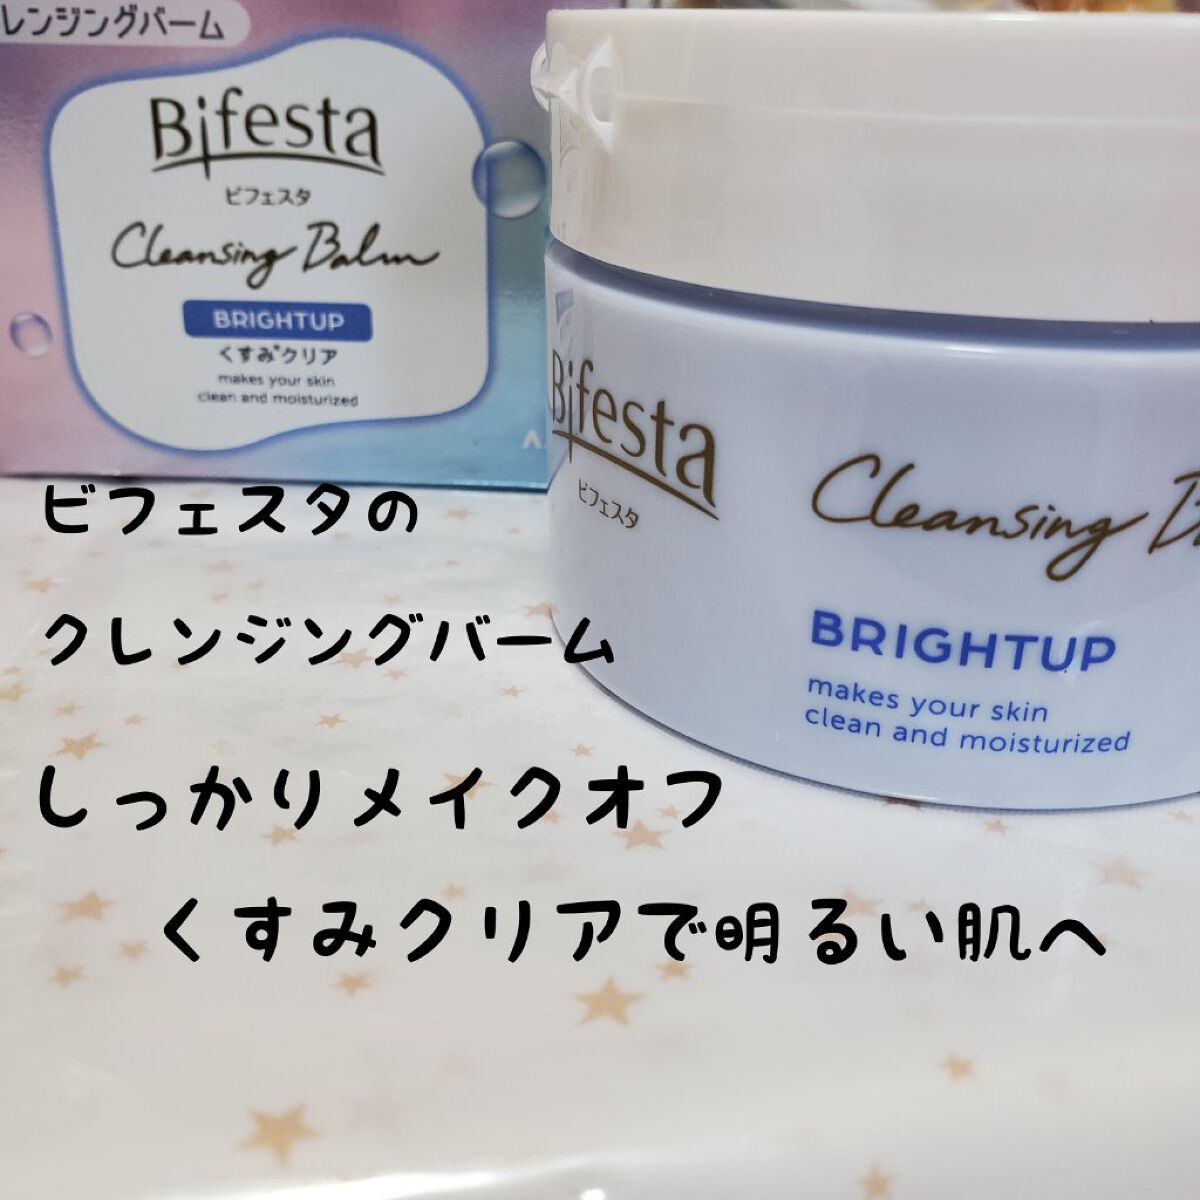 レンジングバーム
Bifesta
ビフェスタ
Cleansing Balm
BRIGHTUP
くすみ*クリア
makes your skin
clean and moisturized
Bifesta
ビフェスタ
Cleansing
BRIGHTUP
makes your skin
clean and moisturized
ビフェスタの
クレンジングバーム
しっかりメイクオフ
くすみクリアで明るい肌へ